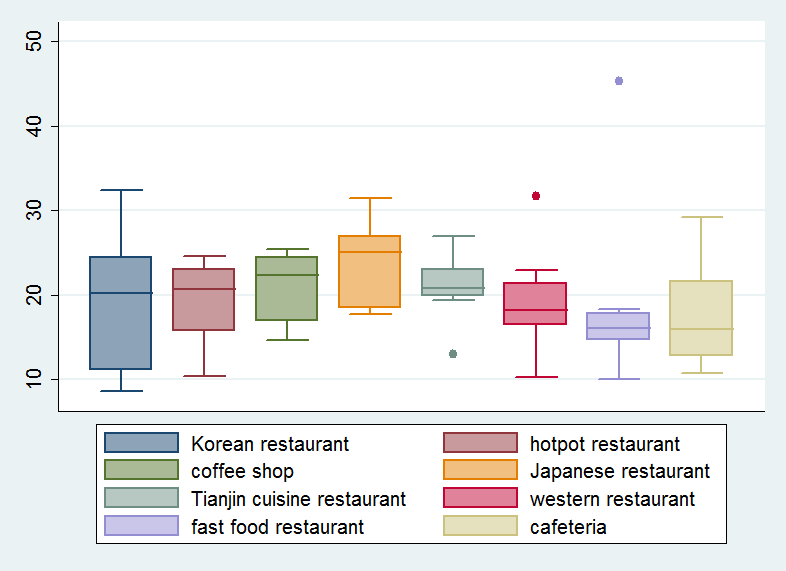 50
40
30
20
10
Korean restaurant hotpot restaurant
coffee shop Japanese restaurant
Tianjin cuisine restaurant western restaurant
fast food restaurant cafeteria